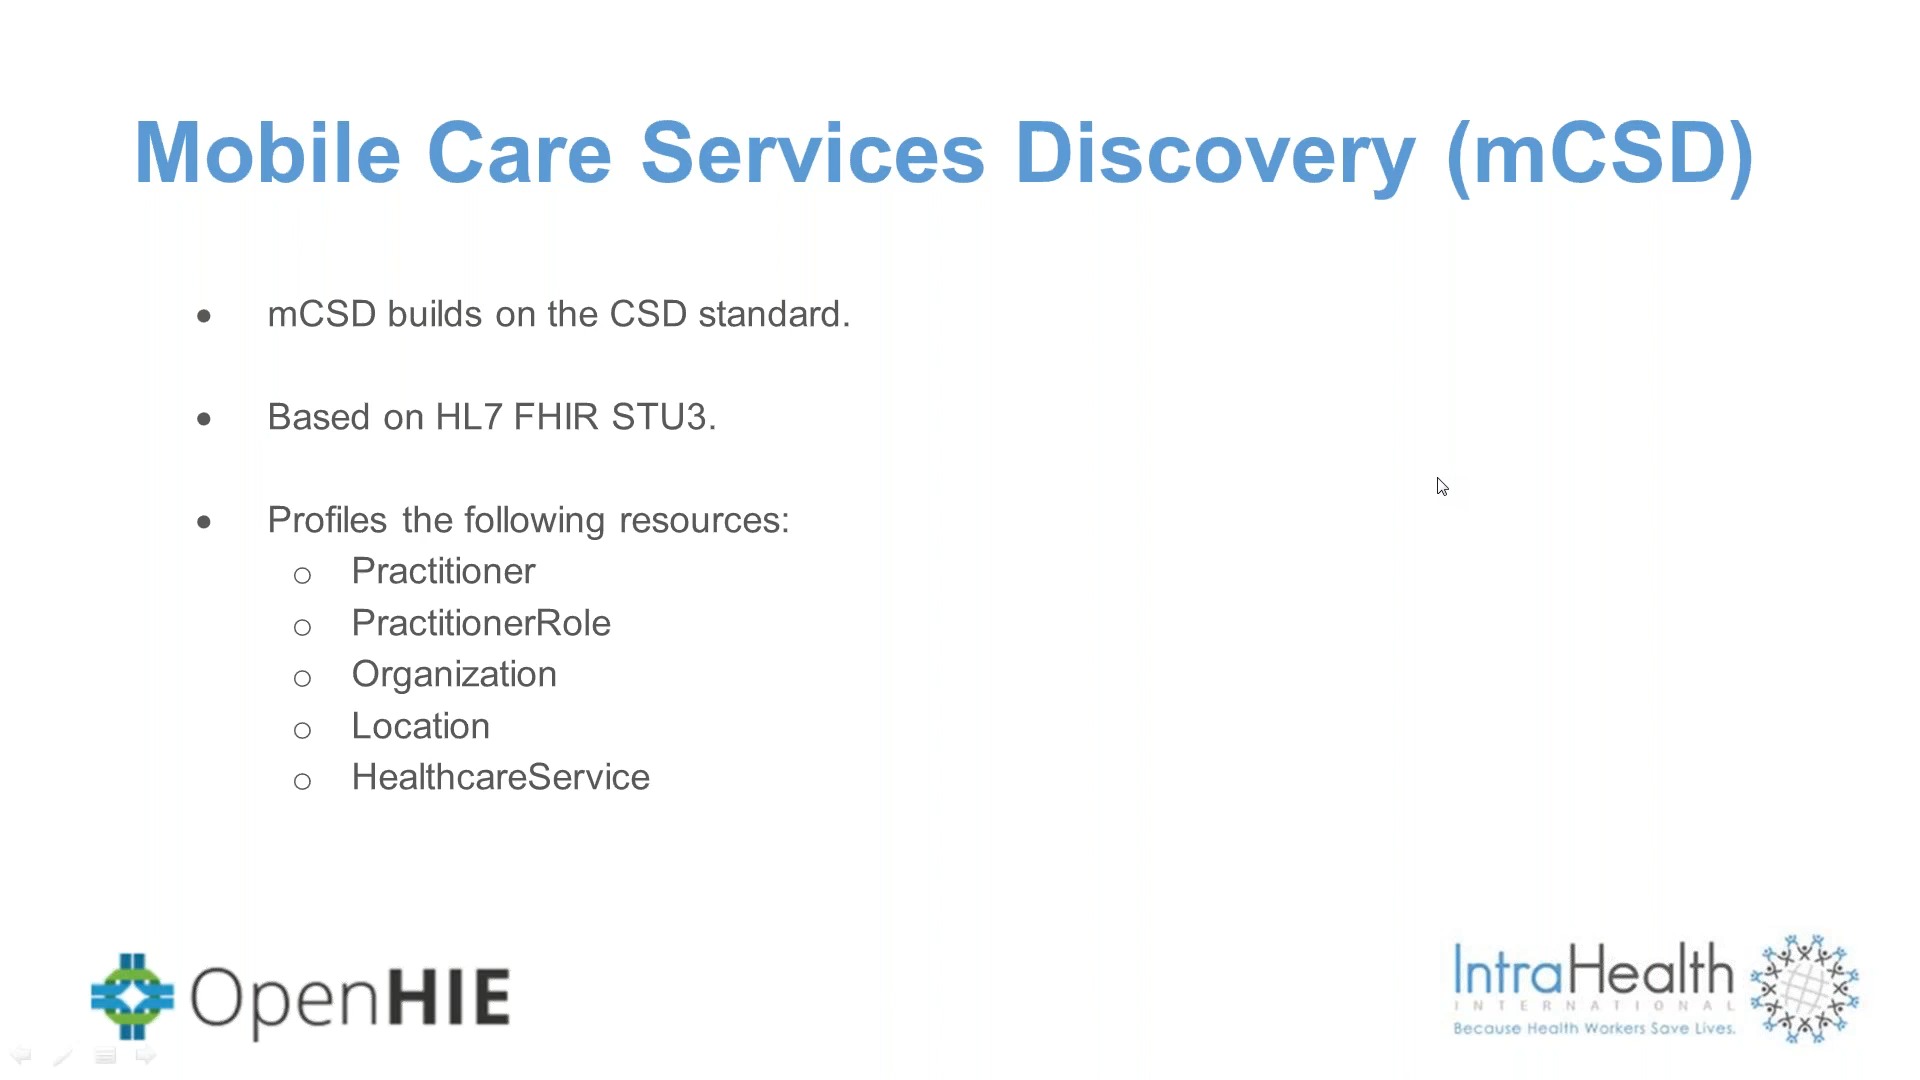 Mobile Care Services Discovery (mCSD)
• mCSD builds on the CSD standard.
• Based on HL7 FHIR STU3.
• Profiles the following resources:
o Practitioner
o PractitionerRole
o Organization
o Location
o HealthcareService
OpenHIE
IntraHealth
INTERNATIONAL
Because Health Workers Save Lives.